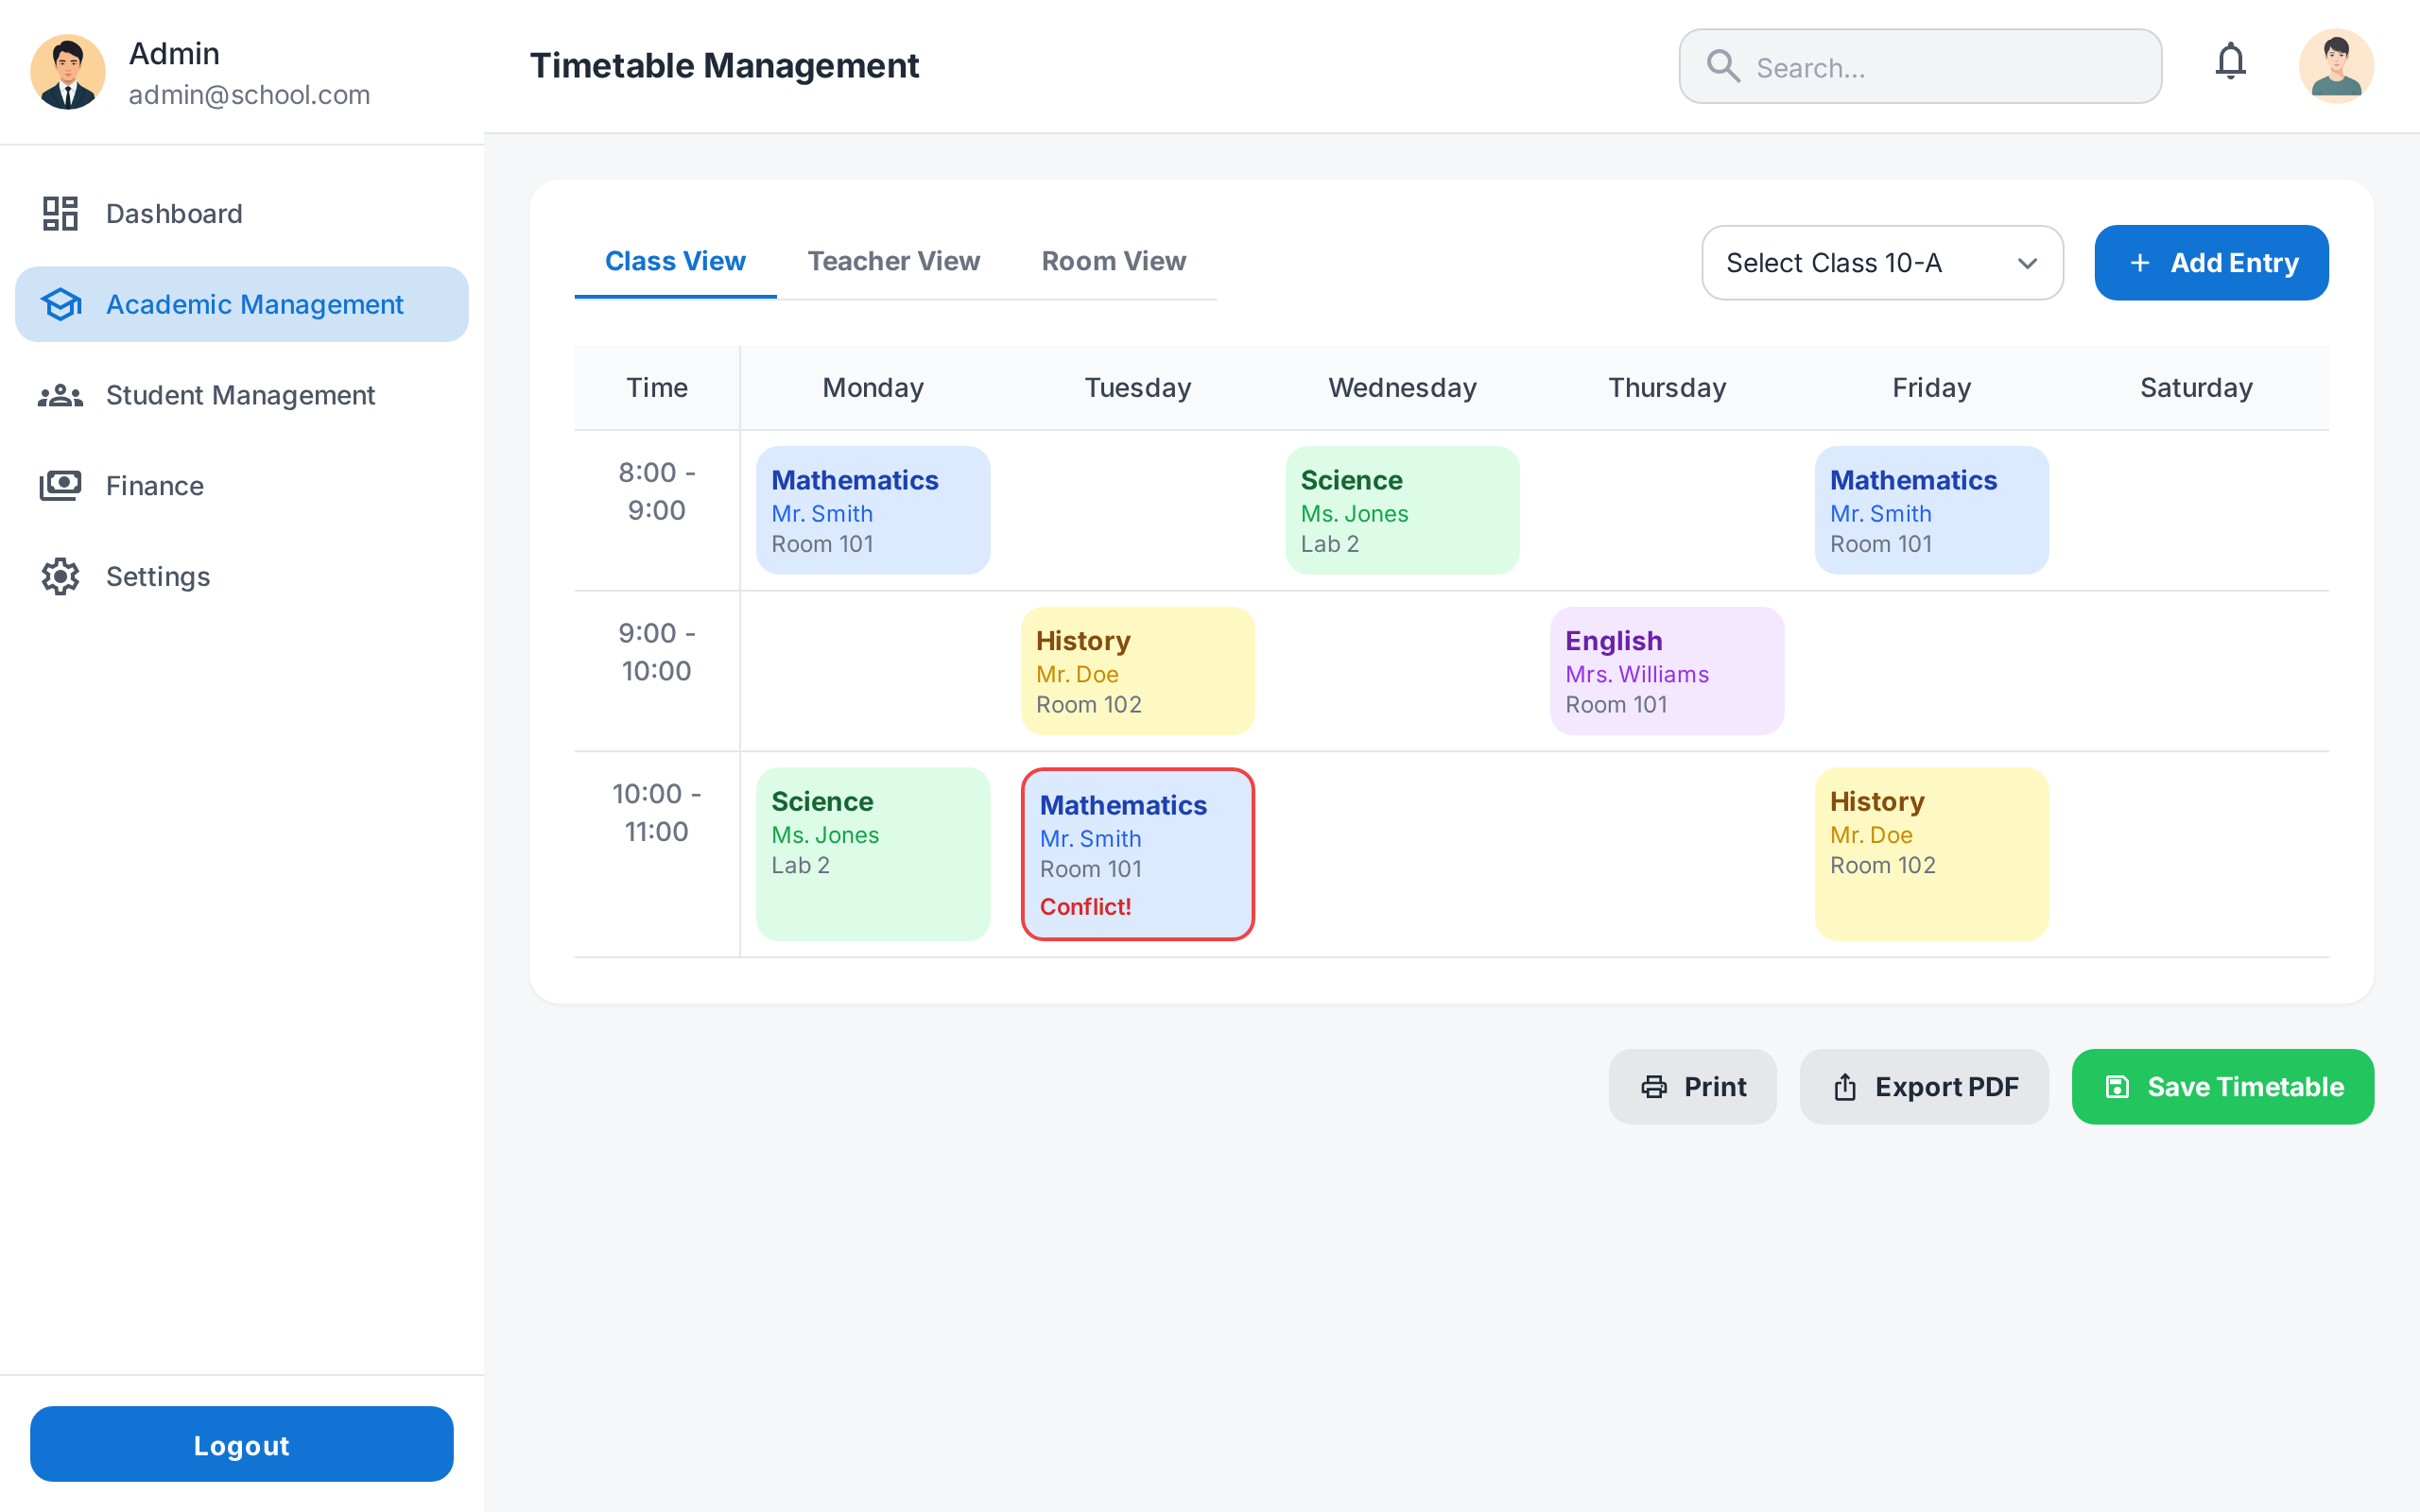 Admin
admin@school.com
Dashboard
Academic Management
Student Management
Finance
Settings
Logout
Timetable Management
Search...
Class View
Teacher View
Room View
Select Class 10-A
Add Entry
Time
Monday
Tuesday
Wednesday
Thursday
Friday
Saturday
8:00 -
9:00
Mathematics
Mr. Smith
Room 101
Science
Ms. Jones
Lab 2
Mathematics
Mr. Smith
Room 101
9:00 -
10:00
History
Mr. Doe
Room 102
English
Mrs. Williams
Room 101
10:00 -
11:00
Science
Ms. Jones
Lab 2
Mathematics
Mr. Smith
Room 101
Conflict!
History
Mr. Doe
Room 102
Print
Export PDF
Save Timetable